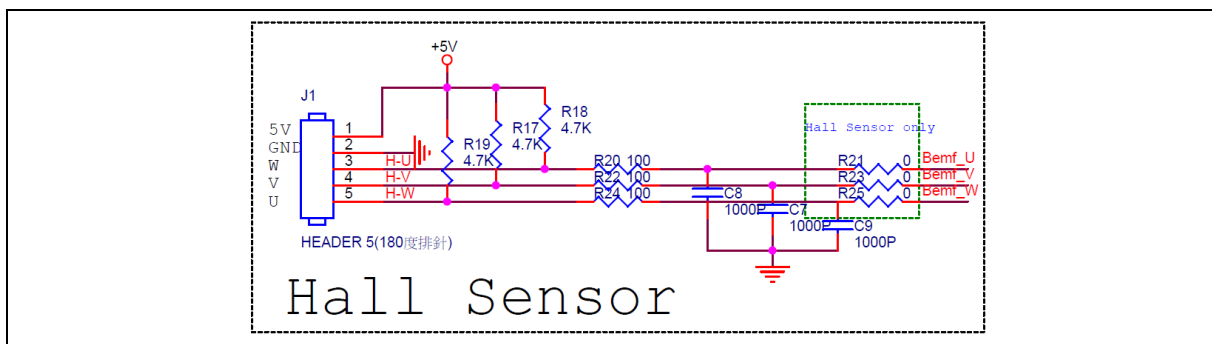 +5V
J1
R18
4.7K
R17
4.7K
R19
4.7K
5V 1
GND 2
W 3 H-U
V 4 H-V
U 5 H-W
Hall Sensor only
R20 100
R21 0 Bemf_U
R22 100
R23 0 Bemf_V
R24 100
R25 0 Bemf_W
C8
1000P
C7
1000P
C9
1000P
HEADER 5(180度排針)
Hall Sensor